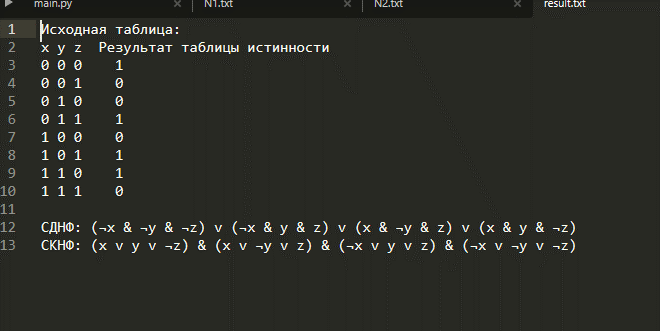 main.py N1.txt N2.txt result.txt
1 Исходная таблица:
2 x y z Результат таблицы истинности
3 0 0 0 1
4 0 0 1 0
5 0 1 0 0
6 0 1 1 1
7 1 0 0 0
8 1 0 1 1
9 1 1 0 1
10 1 1 1 0
11
12 СДНФ: (¬x & ¬y & ¬z) v (¬x & y & z) v (x & ¬y & z) v (x & y & ¬z)
13 СКНФ: (x v y v ¬z) & (x v ¬y v z) & (¬x v y v z) & (¬x v ¬y v ¬z)